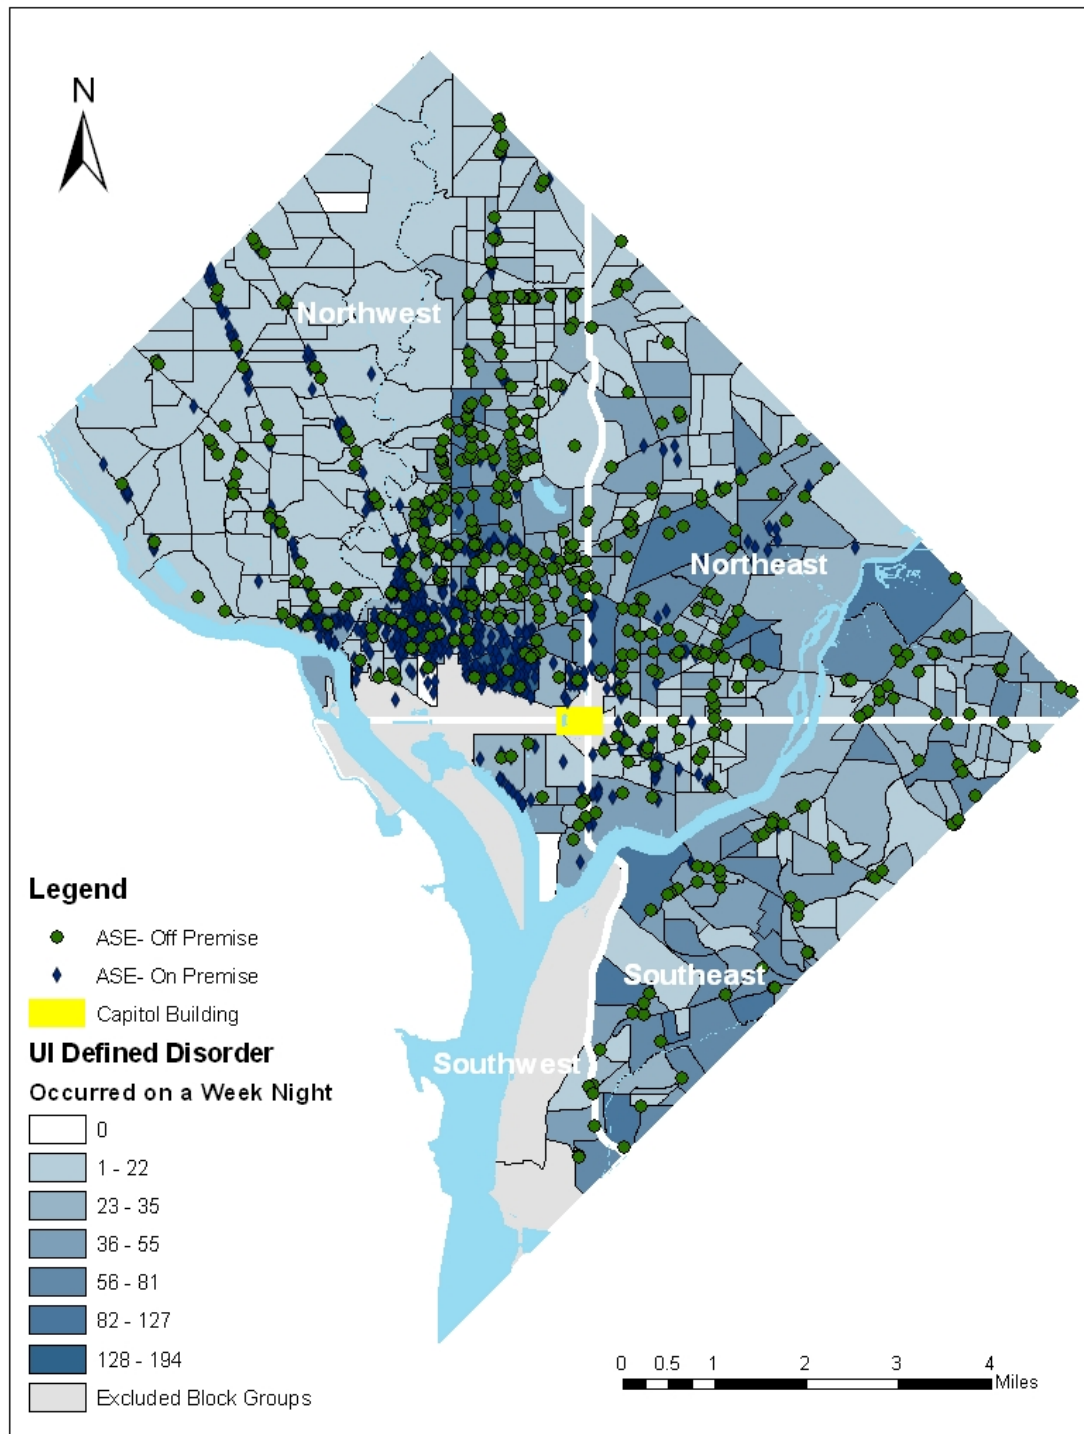 N
Northwest
Northeast
Southeast
Southwest
Legend
ASE- Off Premise
ASE- On Premise
Capitol Building
UI Defined Disorder
Occurred on a Week Night
0
1 - 22
23 - 35
36 - 55
56 - 81
82 - 127
128 - 194
Excluded Block Groups
0 0.5 1 2 3 4
Miles